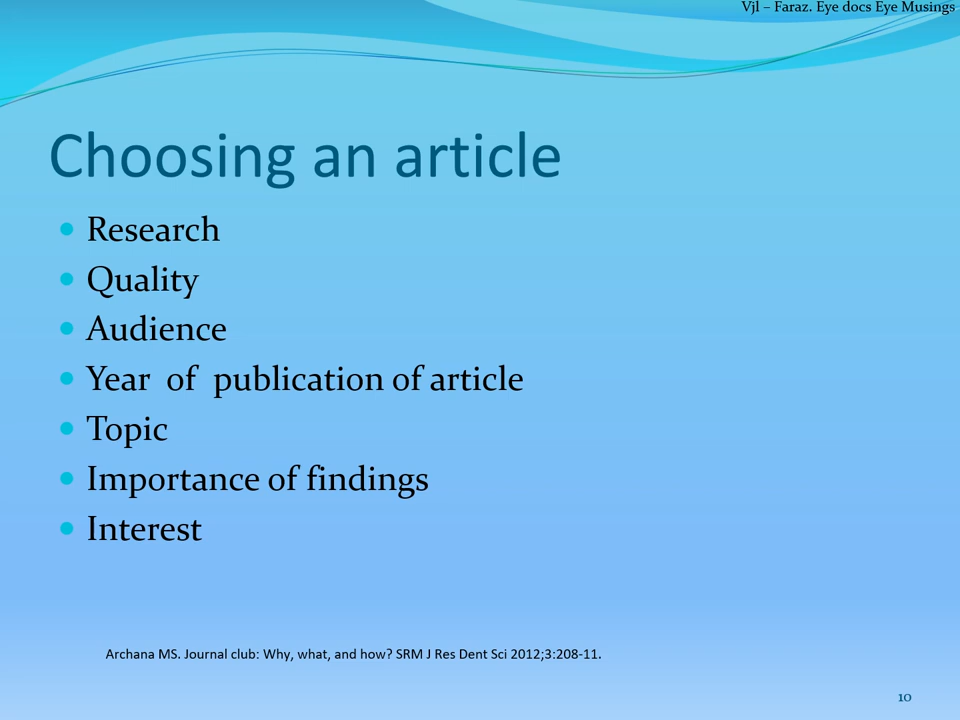 Vjl – Faraz. Eye docs Eye Musings
Choosing an article
Research
Quality
Audience
Year of publication of article
Topic
Importance of findings
Interest
Archana MS. Journal club: Why, what, and how? SRM J Res Dent Sci 2012;3:208-11.
10